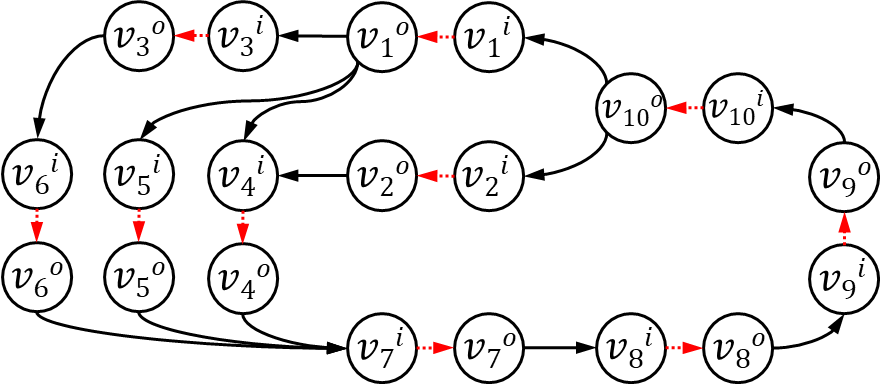 v₃ᵒ v₃ⁱ v₁ᵒ v₁ⁱ
v₁₀ᵒ v₁₀ⁱ
v₆ⁱ v₅ⁱ v₄ⁱ v₂ᵒ v₂ⁱ v₉ᵒ
v₆ᵒ v₅ᵒ v₄ᵒ v₉ⁱ
v₇ⁱ v₇ᵒ v₈ⁱ v₈ᵒ